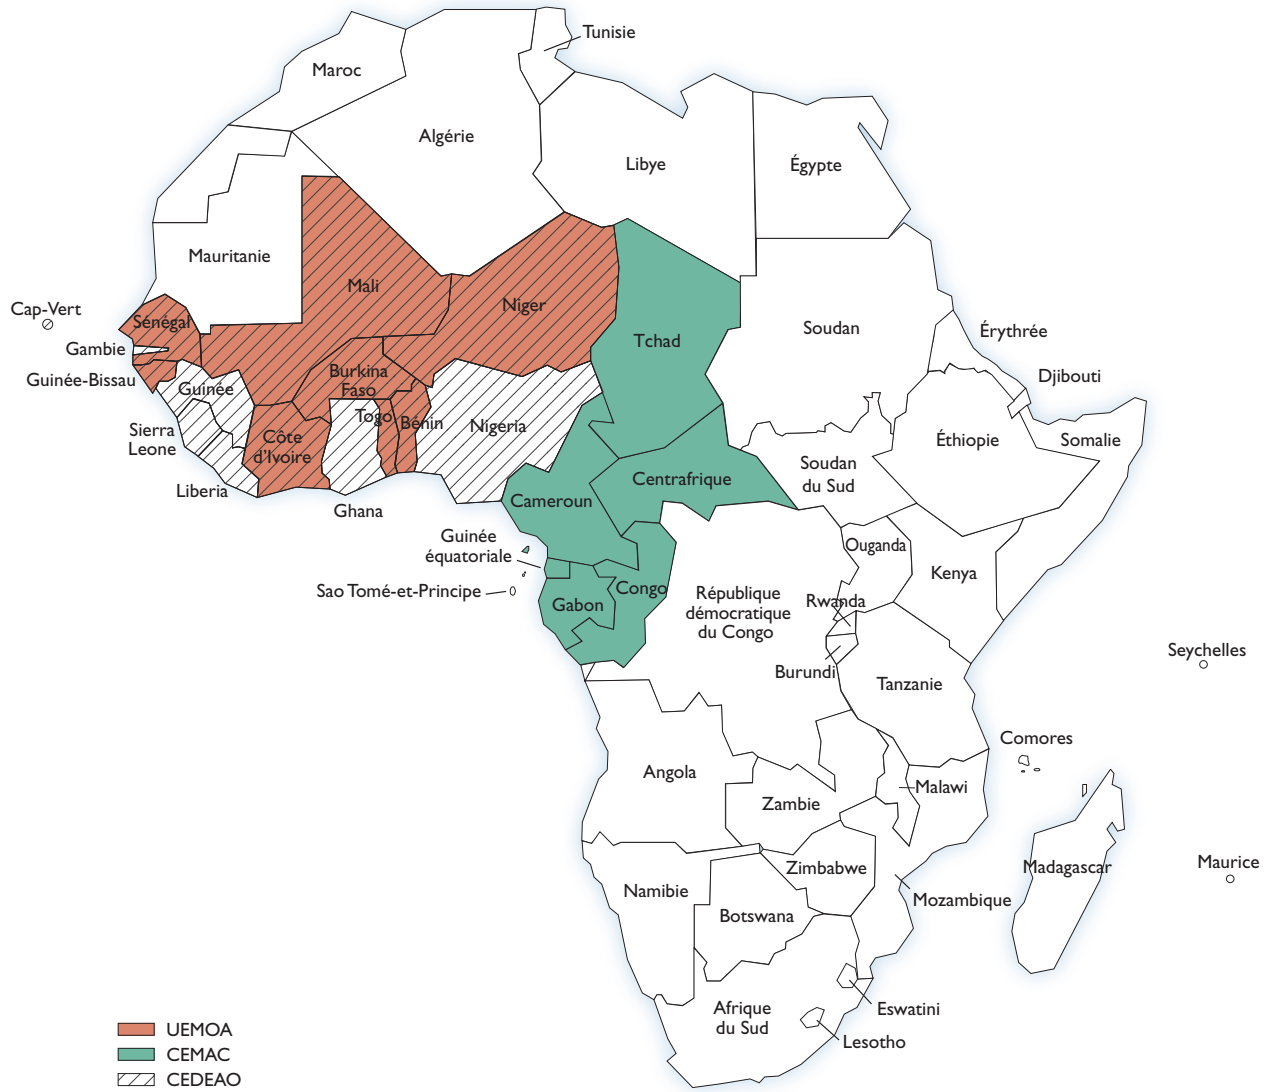 Tunisie
Maroc
Algérie
Libye
Égypte
Mauritanie
Mali
Niger
Cap-Vert
Sénégal
Tchad
Soudan
Érythrée
Gambie
Guinée-Bissau
Guinée
Burkina
Faso
Djibouti
Togo
Bénin
Nigéria
Sierra
Leone
Côte
d'Ivoire
Éthiopie
Somalie
Soudan
du Sud
Centrafrique
Liberia
Ghana
Cameroun
Guinée
équatoriale
Ouganda
Kenya
Sao Tomé-et-Principe
Gabon
Congo
République
démocratique
du Congo
Rwanda
Burundi
Seychelles
Tanzanie
Comores
Angola
Malawi
Zambie
Zimbabwe
Madagascar
Maurice
Namibie
Botswana
Mozambique
Afrique
du Sud
Eswatini
Lesotho
UEMOA
CEMAC
CEDEAO